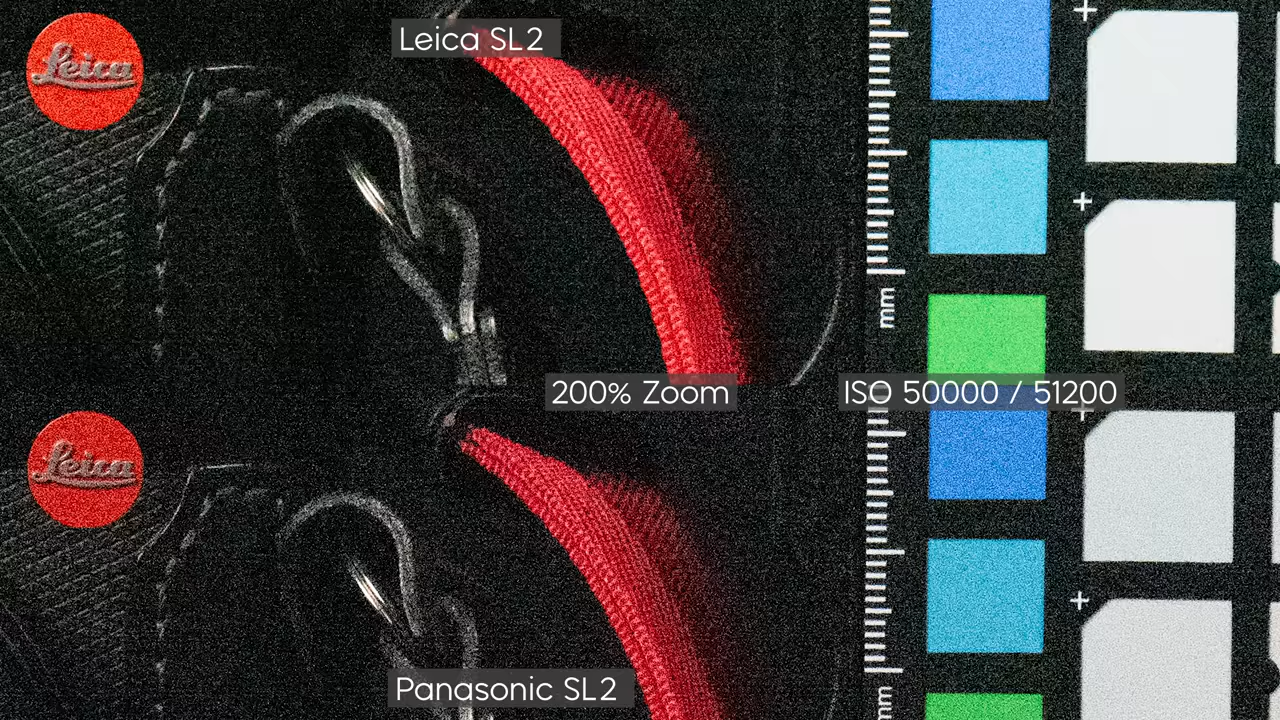 Leica SL2
Leica
mm
200% Zoom
ISO 50000 / 51200
Leica
Panasonic SL2
mm